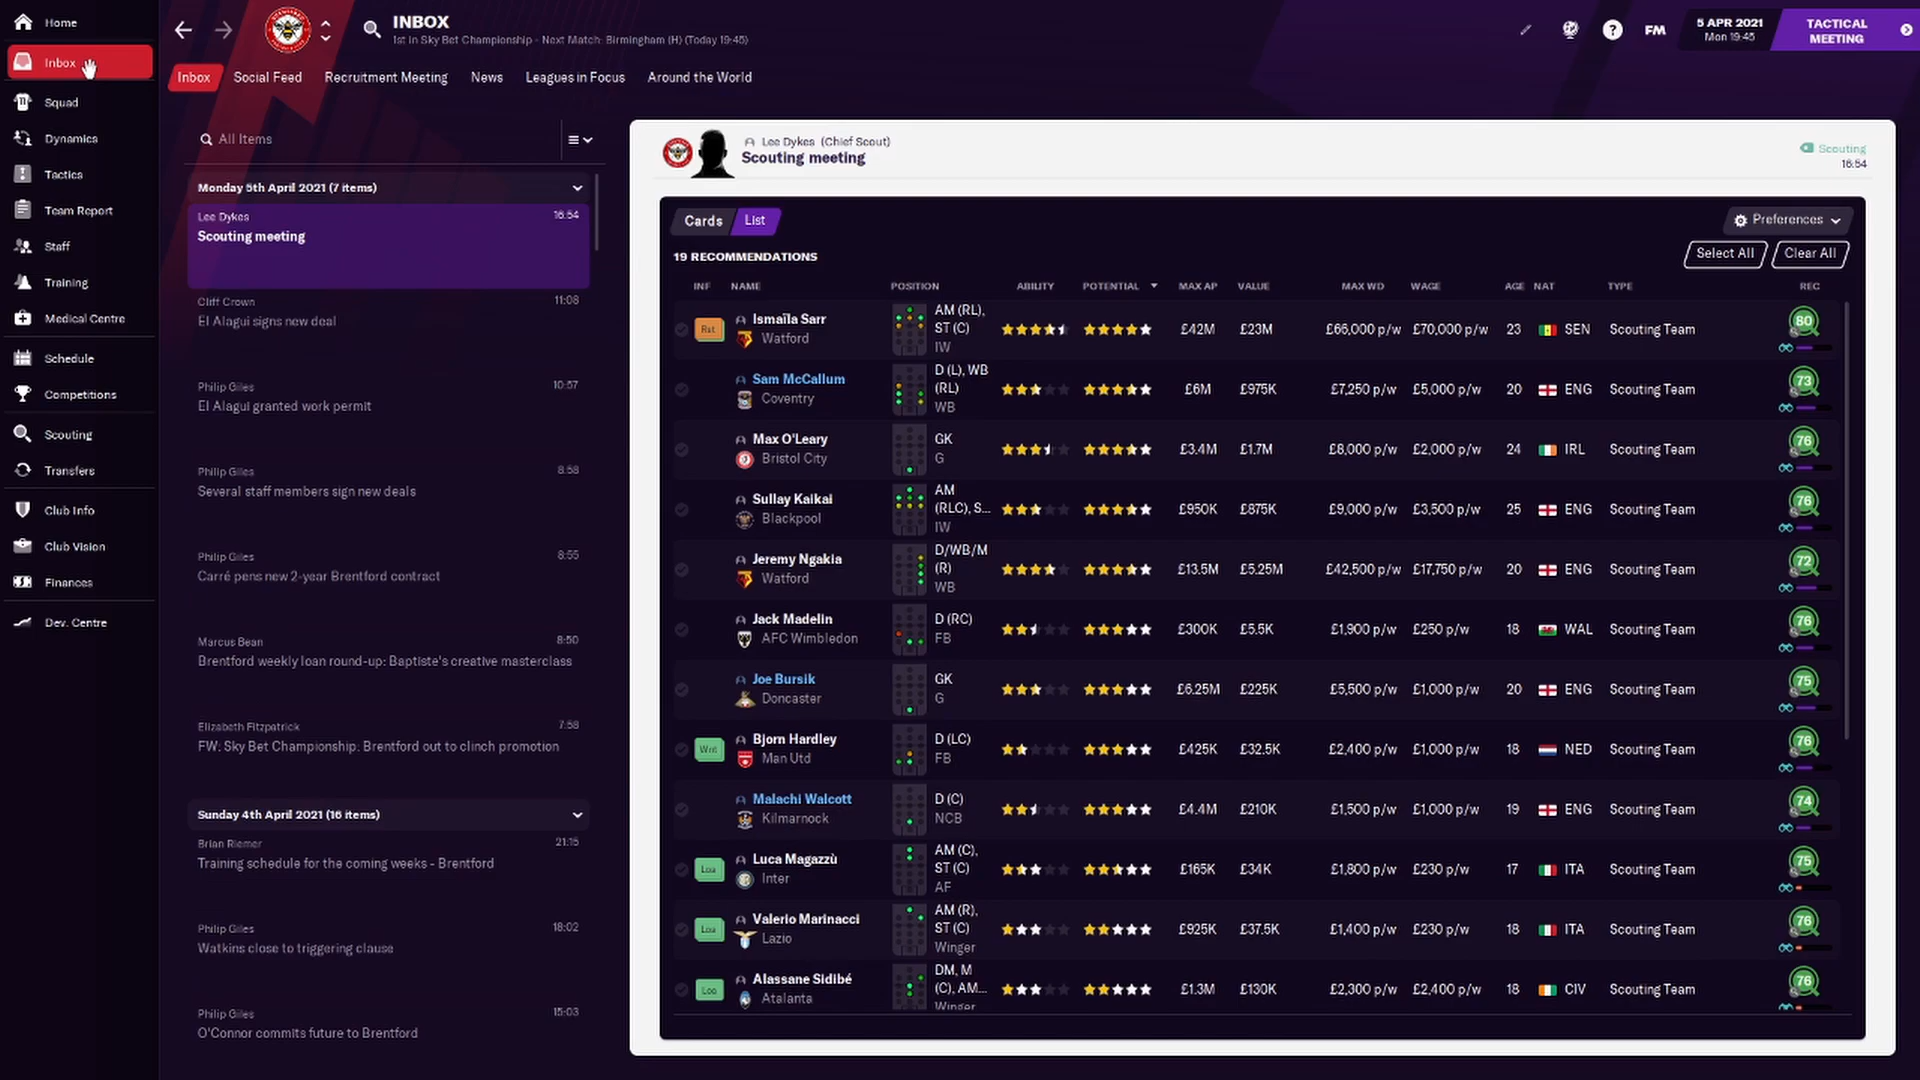 Home
Inbox
Squad
Dynamics
Tactics
Team Report
Staff
Training
Medical Centre
Schedule
Competitions
Scouting
Transfers
Club Info
Club Vision
Finances
Dev. Centre
INBOX
1st in Sky Bet Championship - Next Match: Birmingham (H) (Today 19:45)
FM
5 APR 2021
Mon 19:45
TACTICAL
MEETING
Inbox Social Feed Recruitment Meeting News Leagues in Focus Around the World
All Items
Monday 5th April 2021 (7 items)
Lee Dykes 16:54
Scouting meeting
Cliff Crown 11:08
El Alagui signs new deal
Philip Giles 10:57
El Alagui granted work permit
Philip Giles 8:58
Several staff members sign new deals
Philip Giles 8:55
Carré pens new 2-year Brentford contract
Marcus Bean 8:50
Brentford weekly loan round-up: Baptiste's creative masterclass
Elizabeth Fitzpatrick 7:58
FW: Sky Bet Championship: Brentford out to clinch promotion
Sunday 4th April 2021 (16 items)
Brian Riemer 21:15
Training schedule for the coming weeks - Brentford
Philip Giles 18:02
Watkins close to triggering clause
Philip Giles 15:03
O'Connor commits future to Brentford
Lee Dykes (Chief Scout)
Scouting meeting
Scouting
16:54
Cards List
Preferences
19 RECOMMENDATIONS
Select All Clear All
INF NAME POSITION ABILITY POTENTIAL MAX AP VALUE MAX WD WAGE AGE NAT TYPE REC
Rst Ismaïla Sarr Watford AM (RL), ST (C) IW £42M £23M £66,000 p/w £70,000 p/w 23 SEN Scouting Team 80
Sam McCallum Coventry D (L), WB (RL) WB £6M £975K £7,250 p/w £5,000 p/w 20 ENG Scouting Team 73
Max O'Leary Bristol City GK G £3.4M £1.7M £8,000 p/w £2,000 p/w 24 IRL Scouting Team 76
Sullay Kaikai Blackpool AM (RLC), S... IW £950K £875K £9,000 p/w £3,500 p/w 25 ENG Scouting Team 76
Jeremy Ngakia Watford D/WB/M (R) WB £13.5M £5.25M £42,500 p/w £17,750 p/w 20 ENG Scouting Team 72
Jack Madelin AFC Wimbledon D (RC) FB £300K £5.5K £1,900 p/w £250 p/w 18 WAL Scouting Team 76
Joe Bursik Doncaster GK G £6.25M £225K £5,500 p/w £1,000 p/w 20 ENG Scouting Team 75
Wnt Bjorn Hardley Man Utd D (LC) FB £425K £32.5K £2,400 p/w £1,000 p/w 18 NED Scouting Team 76
Malachi Walcott Kilmarnock D (C) NCB £4.4M £210K £1,500 p/w £1,000 p/w 19 ENG Scouting Team 74
Loa Luca Magazzù Inter AM (C), ST (C) AF £165K £34K £1,800 p/w £230 p/w 17 ITA Scouting Team 75
Loa Valerio Marinacci Lazio AM (R), ST (C) Winger £925K £37.5K £1,400 p/w £230 p/w 18 ITA Scouting Team 76
Loa Alassane Sidibé Atalanta DM, M (C), AM... Winger £1.3M £130K £2,300 p/w £2,400 p/w 18 CIV Scouting Team 76